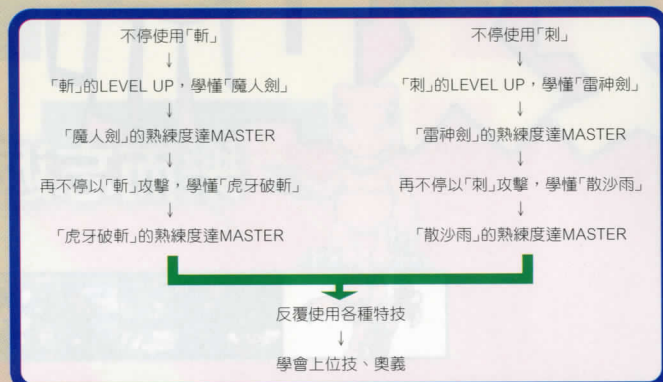 不停使用「斬」
↓
「斬」的LEVEL UP，學懂「魔人劍」
↓
「魔人劍」的熟練度達MASTER
↓
再不停以「斬」攻擊，學懂「虎牙破斬」
↓
「虎牙破斬」的熟練度達MASTER
不停使用「刺」
↓
「刺」的LEVEL UP，學懂「雷神劍」
↓
「雷神劍」的熟練度達MASTER
↓
再不停以「刺」攻擊，學懂「散沙雨」
↓
「散沙雨」的熟練度達MASTER
反覆使用各種特技
↓
學會上位技、奧義